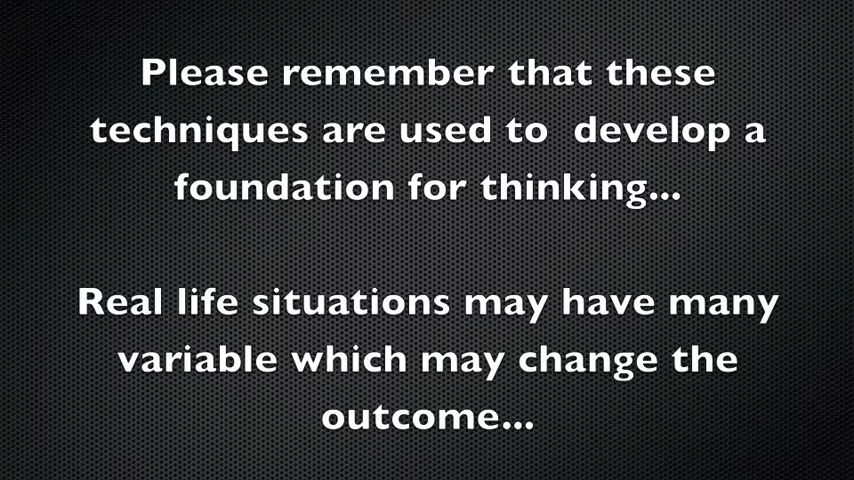 Please remember that these
techniques are used to  develop a
foundation for thinking...
Real life situations may have many
variable which may change the
outcome...